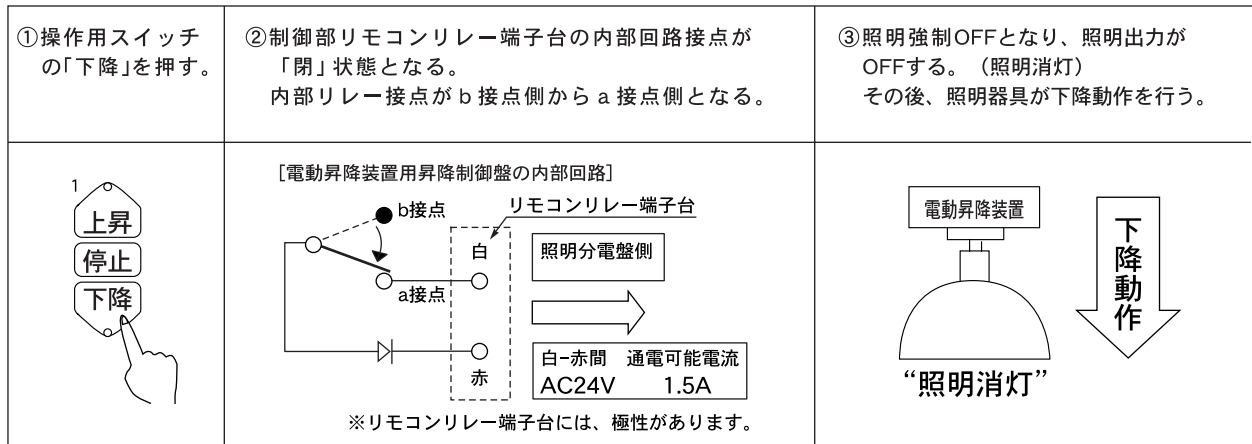 ①操作用スイッチ
の「下降」を押す。
②制御部リモコンリレー端子台の内部回路接点が
「閉」状態となる。
内部リレー接点がb接点側からa接点側となる。
③照明強制OFFとなり、照明出力が
OFFする。（照明消灯）
その後、照明器具が下降動作を行う。
1
上昇
停止
下降
［電動昇降装置用昇降制御盤の内部回路］
b接点
リモコンリレー端子台
白
照明分電盤側
a接点
赤
白-赤間 通電可能電流
AC24V 1.5A
※リモコンリレー端子台には、極性があります。
電動昇降装置
下降動作
“照明消灯”